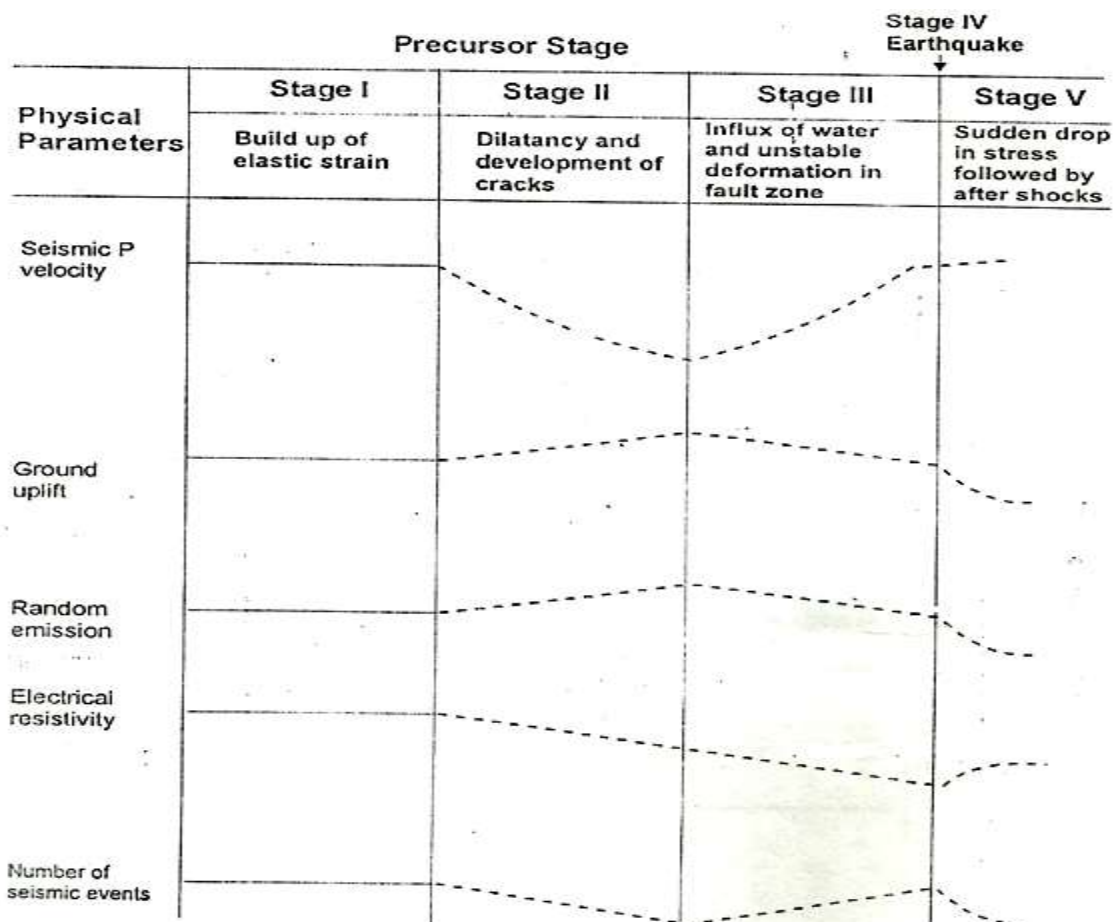 Precursor Stage
Stage IV
Earthquake
Physical
Parameters
Stage I
Stage II
Stage III
Stage V
Build up of
elastic strain
Dilatancy and
development of
cracks
Influx of water
and unstable
deformation in
fault zone
Sudden drop
in stress
followed by
after shocks
Seismic P
velocity
Ground
uplift
Random
emission
Electrical
resistivity
Number of
seismic events